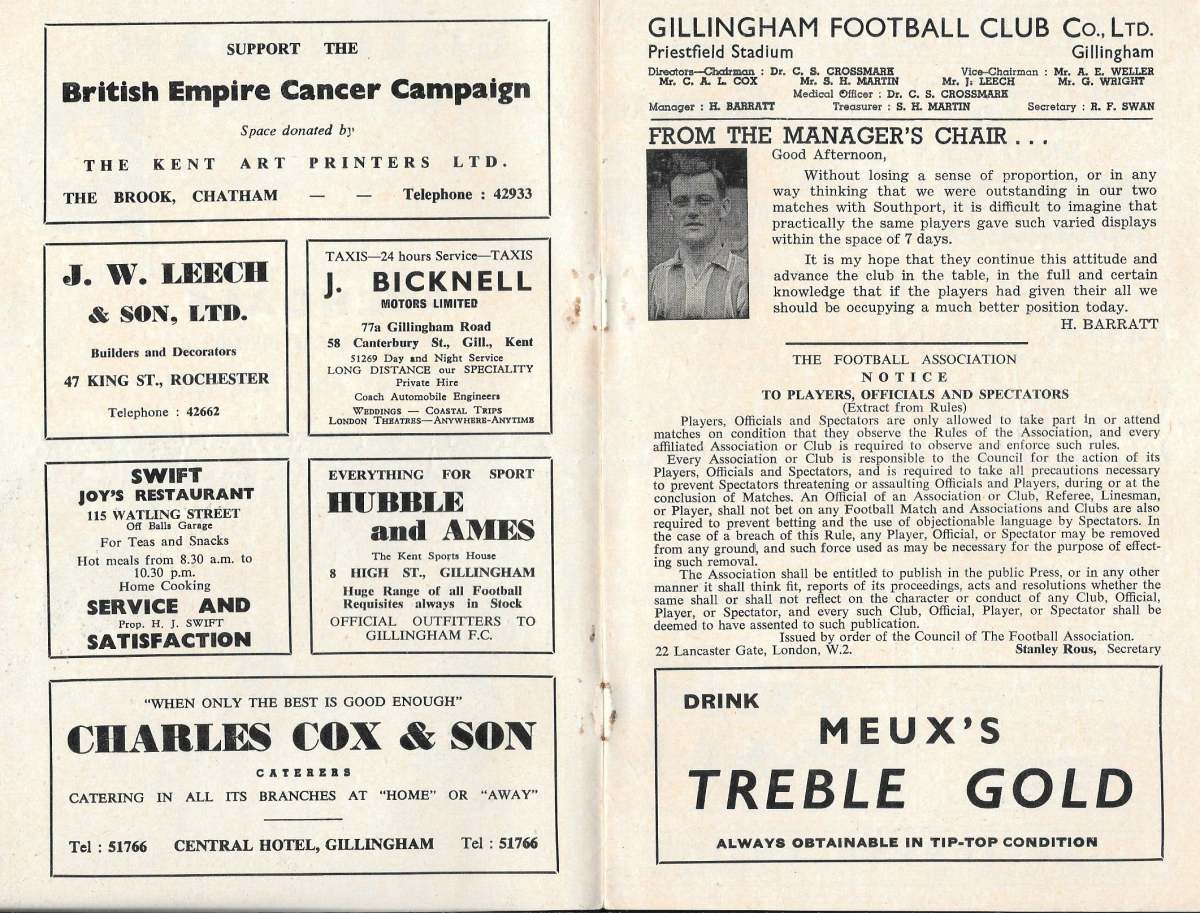 SUPPORT THE
British Empire Cancer Campaign
Space donated by
THE KENT ART PRINTERS LTD.
THE BROOK, CHATHAM — — Telephone : 42933
J. W. LEECH
& SON, LTD.
Builders and Decorators
47 KING ST., ROCHESTER
Telephone : 42662
TAXIS—24 hours Service—TAXIS
J. BICKNELL
MOTORS LIMITED
77a Gillingham Road
58 Canterbury St., Gill., Kent
51269 Day and Night Service
LONG DISTANCE our SPECIALITY
Private Hire
Coach Automobile Engineers
WEDDINGS — COASTAL TRIPS
LONDON THEATRES—ANYWHERE-ANYTIME
SWIFT
JOY'S RESTAURANT
115 WATLING STREET
Off Balls Garage
For Teas and Snacks
Hot meals from 8.30 a.m. to
10.30 p.m.
Home Cooking
SERVICE AND
Prop. H. J. SWIFT
SATISFACTION
EVERYTHING FOR SPORT
HUBBLE
and AMES
The Kent Sports House
8 HIGH ST., GILLINGHAM
Huge Range of all Football
Requisites always in Stock
OFFICIAL OUTFITTERS TO
GILLINGHAM F.C.
"WHEN ONLY THE BEST IS GOOD ENOUGH"
CHARLES COX & SON
CATERERS
CATERING IN ALL ITS BRANCHES AT "HOME" OR "AWAY"
Tel : 51766 CENTRAL HOTEL, GILLINGHAM Tel : 51766
GILLINGHAM FOOTBALL CLUB Co., LTD.
Priestfield Stadium Gillingham
Directors—Chairman : Dr. C. S. CROSSMARK Vice-Chairman : Mr. A. E. WELLER
Mr. C. A. L. COX Mr. S. H. MARTIN Mr. J. LEECH Mr. G. WRIGHT
Medical Officer : Dr. C. S. CROSSMARK
Manager : H. BARRATT Treasurer : S. H. MARTIN Secretary : R. F. SWAN
FROM THE MANAGER'S CHAIR . . .
Good Afternoon,
Without losing a sense of proportion, or in any
way thinking that we were outstanding in our two
matches with Southport, it is difficult to imagine that
practically the same players gave such varied displays
within the space of 7 days.
It is my hope that they continue this attitude and
advance the club in the table, in the full and certain
knowledge that if the players had given their all we
should be occupying a much better position today.
H. BARRATT
THE FOOTBALL ASSOCIATION
NOTICE
TO PLAYERS, OFFICIALS AND SPECTATORS
(Extract from Rules)
Players, Officials and Spectators are only allowed to take part in or attend
matches on condition that they observe the Rules of the Association, and every
affiliated Association or Club is required to observe and enforce such rules.
Every Association or Club is responsible to the Council for the action of its
Players, Officials and Spectators, and is required to take all precautions necessary
to prevent Spectators threatening or assaulting Officials and Players, during or at the
conclusion of Matches. An Official of an Association or Club, Referee, Linesman,
or Player, shall not bet on any Football Match and Associations and Clubs are also
required to prevent betting and the use of objectionable language by Spectators. In
the case of a breach of this Rule, any Player, Official, or Spectator may be removed
from any ground, and such force used as may be necessary for the purpose of effect-
ing such removal.
The Association shall be entitled to publish in the public Press, or in any other
manner it shall think fit, reports of its proceedings, acts and resolutions whether the
same shall or shall not reflect on the character or conduct of any Club, Official,
Player, or Spectator, and every such Club, Official, Player, or Spectator shall be
deemed to have assented to such publication.
Issued by order of the Council of The Football Association.
22 Lancaster Gate, London, W.2. Stanley Rous, Secretary
DRINK
MEUX'S
TREBLE GOLD
ALWAYS OBTAINABLE IN TIP-TOP CONDITION